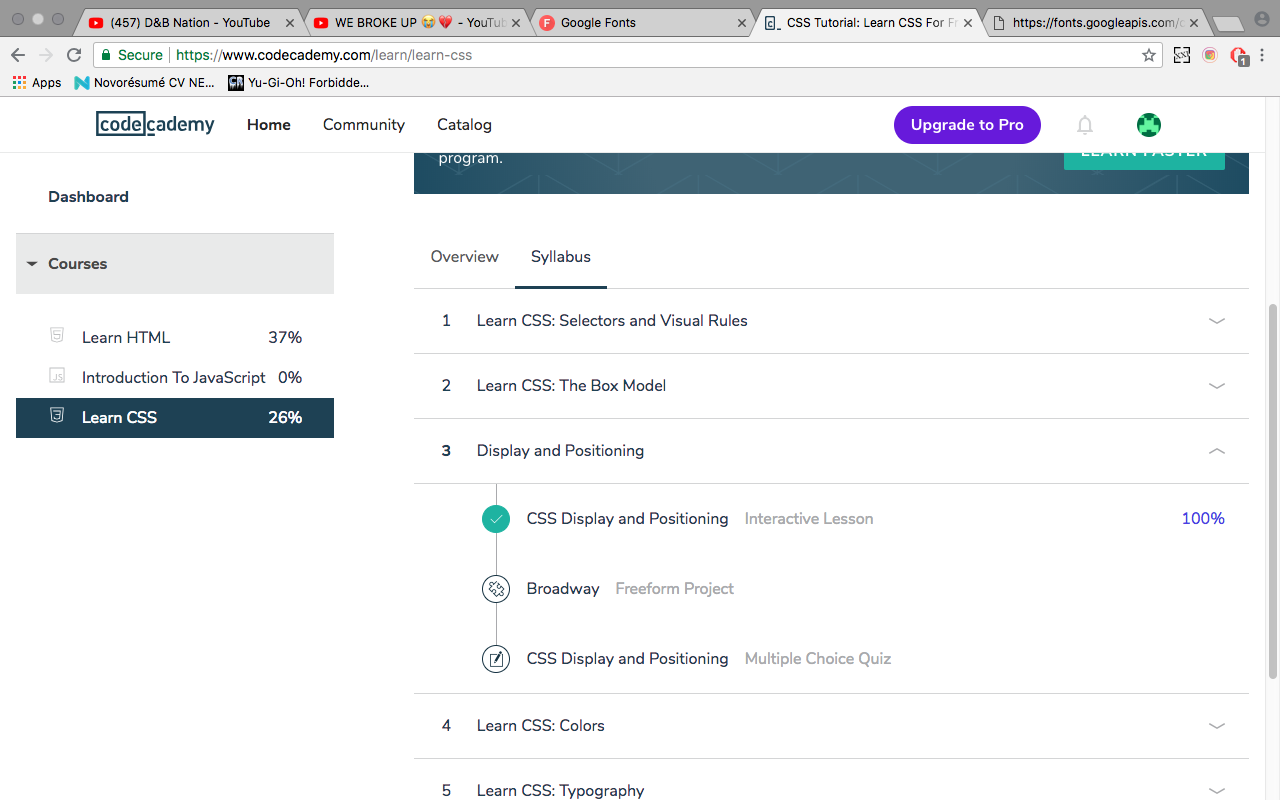 (457) D&B Nation - YouTube
WE BROKE UP 😭💔 - YouTub
Google Fonts
CSS Tutorial: Learn CSS For Fr
https://fonts.googleapis.com/c
Secure https://www.codecademy.com/learn/learn-css
1
Apps Novorésumé CV NE... Yu-Gi-Oh! Forbidde...
codecademy Home Community Catalog Upgrade to Pro
program.
LEARN FASTER
Dashboard
Courses
Learn HTML 37%
Introduction To JavaScript 0%
Learn CSS 26%
Overview Syllabus
1 Learn CSS: Selectors and Visual Rules
2 Learn CSS: The Box Model
3 Display and Positioning
CSS Display and Positioning Interactive Lesson 100%
Broadway Freeform Project
CSS Display and Positioning Multiple Choice Quiz
4 Learn CSS: Colors
5 Learn CSS: Typography